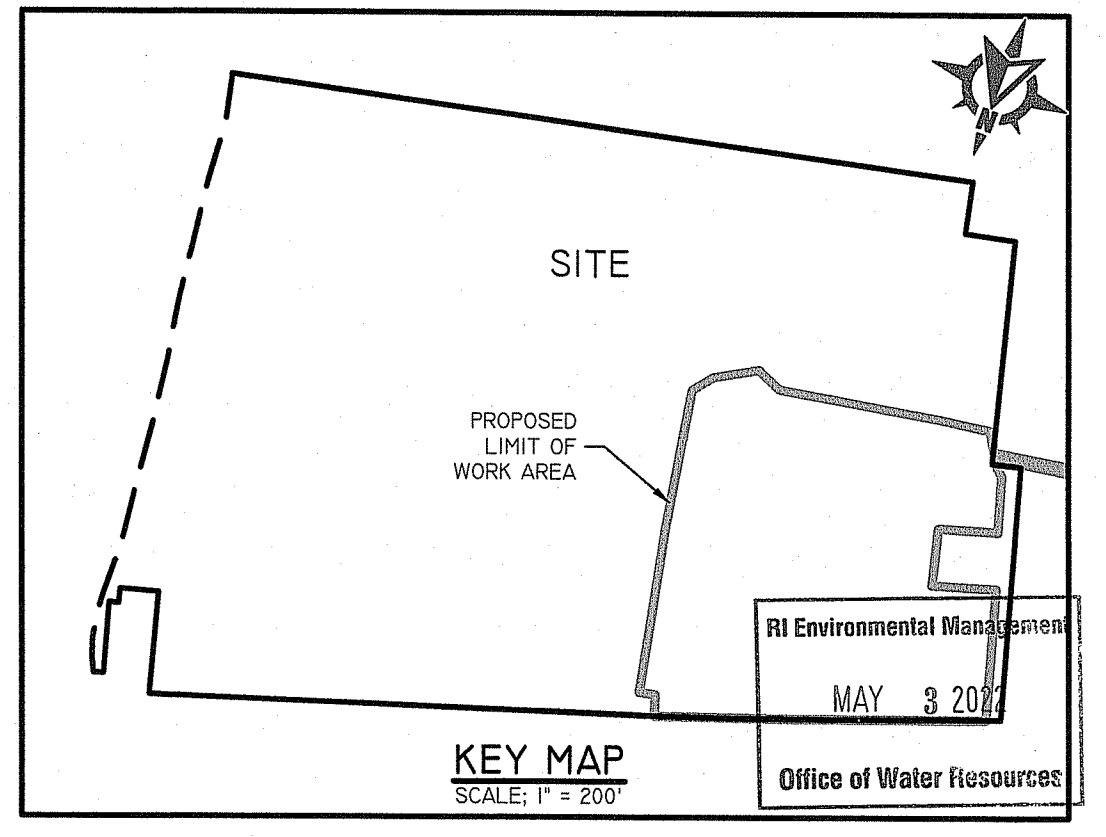 N
SITE
PROPOSED
LIMIT OF
WORK AREA
RI Environmental Management
MAY 3 2022
Office of Water Resources
KEY MAP
SCALE; 1" = 200'